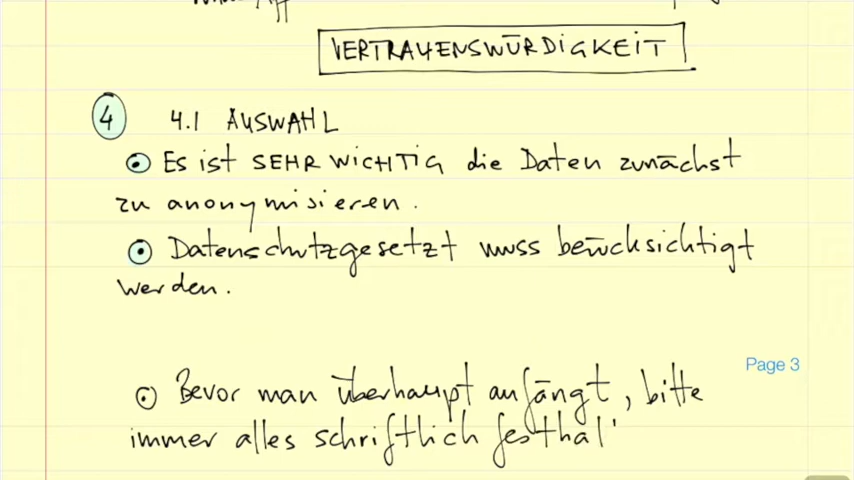 VERTRAUENSWÜRDIGKEIT
4 4.1 AUSWAHL
Es ist SEHR WICHTIG die Daten zunächst
zu anonymisieren.
Datenschutzgesetzt muss berücksichtigt
werden.
Page 3
Bevor man überhaupt anfängt, bitte
immer alles schriftlich festhal